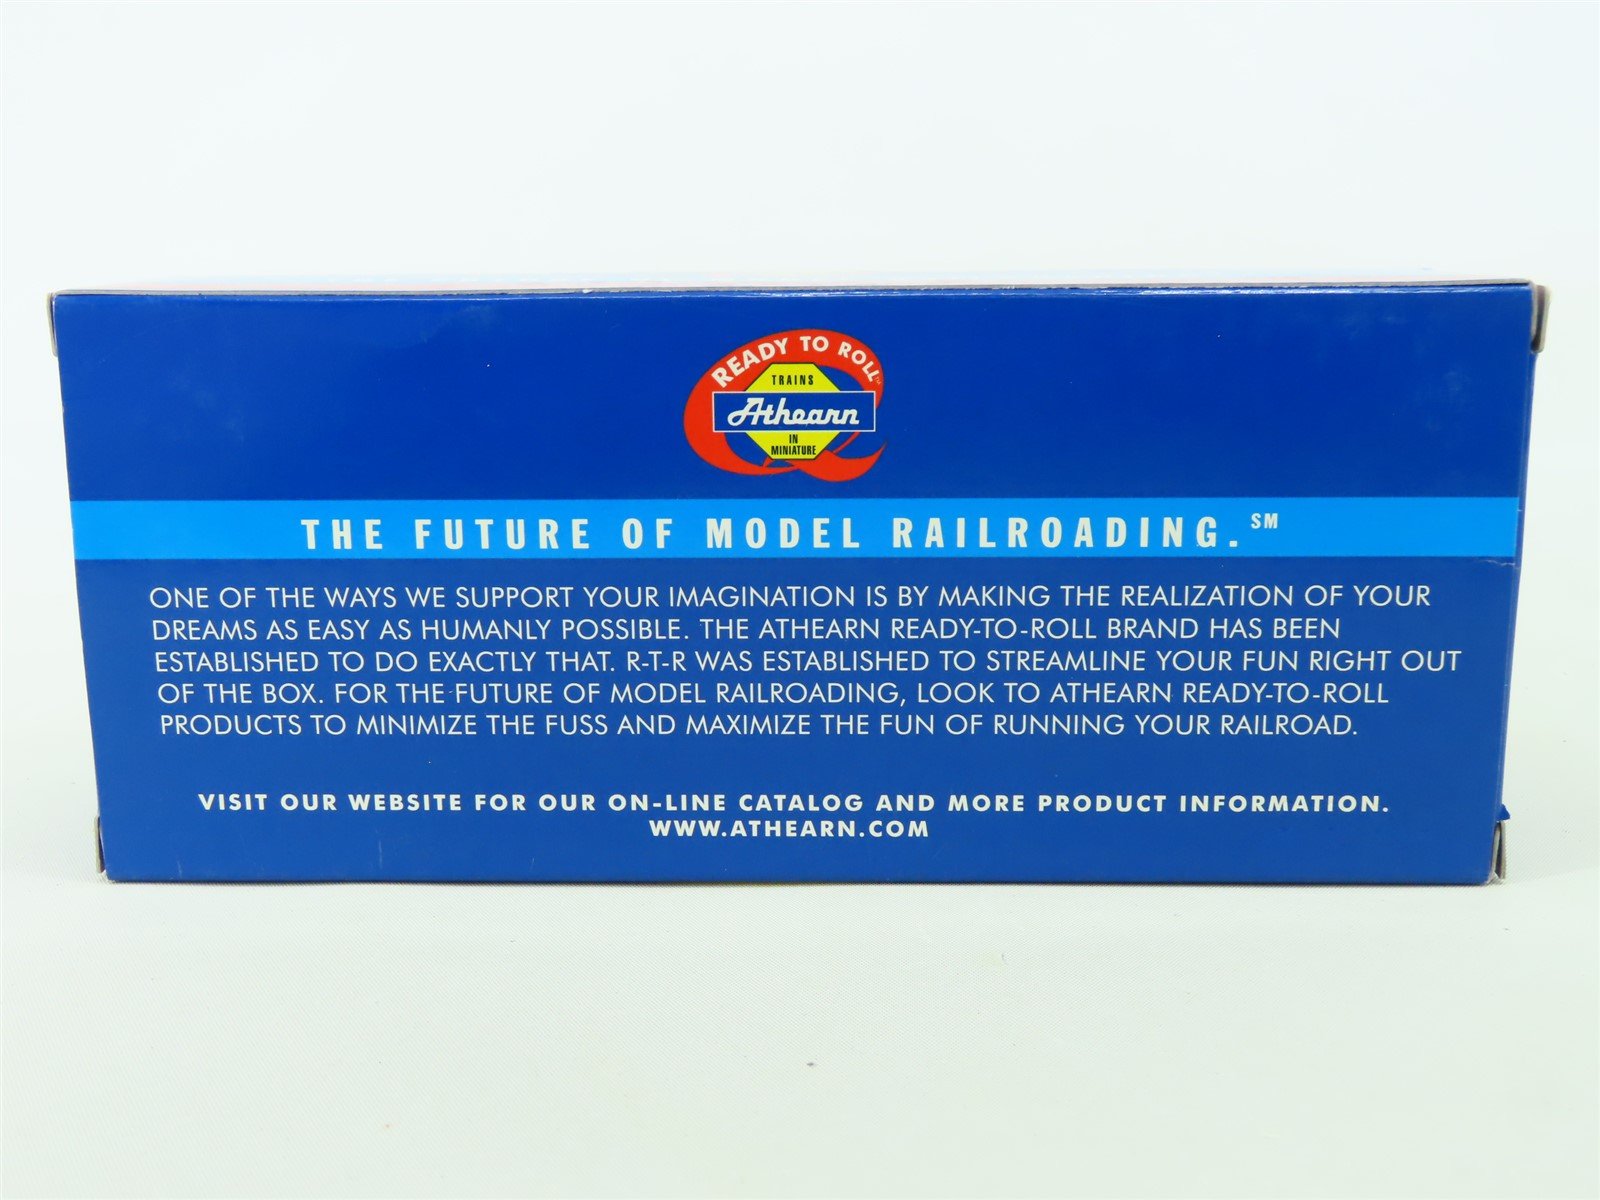 READY TO ROLL™
TRAINS
Athearn
IN
MINIATURE
THE FUTURE OF MODEL RAILROADING.℠
ONE OF THE WAYS WE SUPPORT YOUR IMAGINATION IS BY MAKING THE REALIZATION OF YOUR
DREAMS AS EASY AS HUMANLY POSSIBLE. THE ATHEARN READY-TO-ROLL BRAND HAS BEEN
ESTABLISHED TO DO EXACTLY THAT. R-T-R WAS ESTABLISHED TO STREAMLINE YOUR FUN RIGHT OUT
OF THE BOX. FOR THE FUTURE OF MODEL RAILROADING, LOOK TO ATHEARN READY-TO-ROLL
PRODUCTS TO MINIMIZE THE FUSS AND MAXIMIZE THE FUN OF RUNNING YOUR RAILROAD.
VISIT OUR WEBSITE FOR OUR ON-LINE CATALOG AND MORE PRODUCT INFORMATION.
WWW.ATHEARN.COM